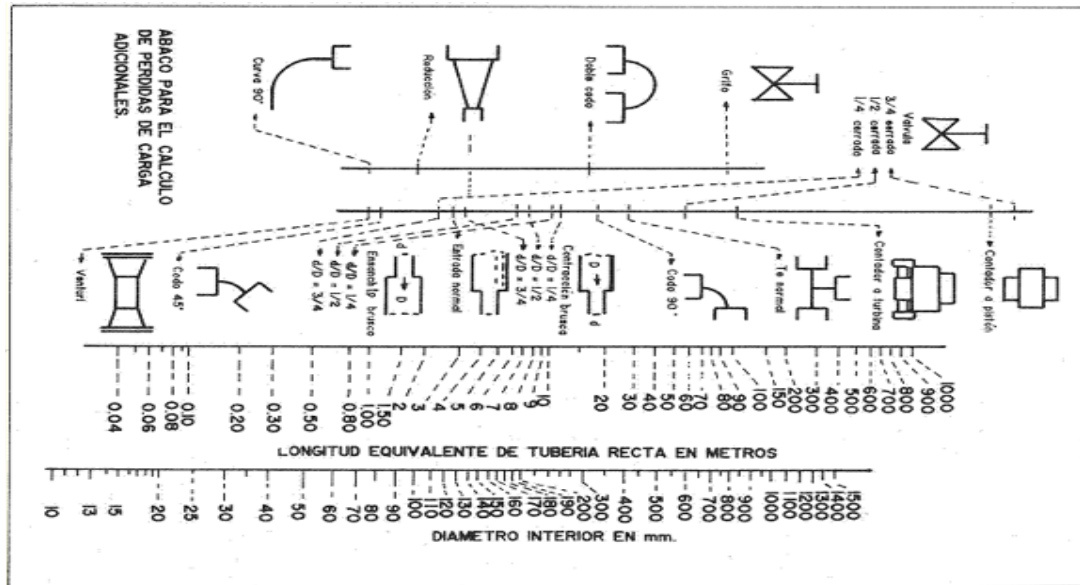 ABACO PARA EL CALCULO
DE PERDIDAS DE CARGA
ADICIONALES.
Curva 90°
Reducción
Doble codo
Grifo
Valvula
3/4 cerrada
1/2 cerrada
1/4 cerrada
Venturi
Codo 45°
Ensanchto brusco
d/D = 1/4
d/D = 1/2
d/D = 3/4
d
D
Entrada normal
Contracción brusca
d/D = 1/4
d/D = 1/2
d/D = 3/4
D
d
Codo 90°
Te normal
Contador a turbina
Contador a pistón
0.04 0.06 0.08 0.10 0.20 0.30 0.50 0.80 1.00 1.50 2 3 4 5 6 7 8 9 10 20 30 40 50 60 70 80 90 100 150 200 300 400 500 600 700 800 900 1000
LONGITUD EQUIVALENTE DE TUBERIA RECTA EN METROS
10 13 15 20 25 30 40 50 60 70 80 90 100 110 120 130 140 150 160 170 180 190 200 300 400 500 600 700 800 900 1000 1100 1200 1300 1400 1500
DIAMETRO INTERIOR EN mm.